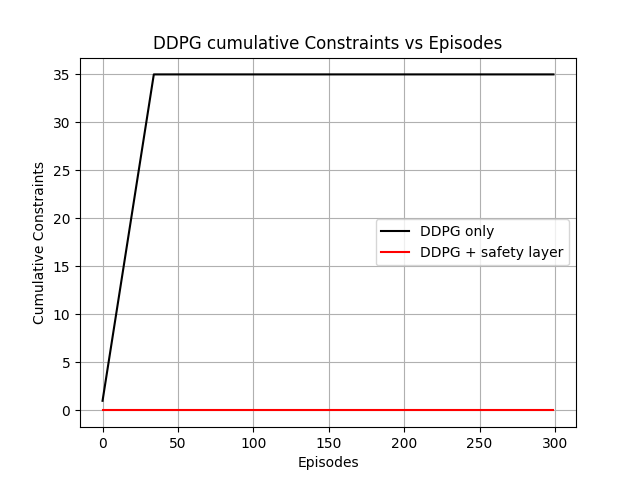 DDPG cumulative Constraints vs Episodes
Cumulative Constraints
35
30
25
20
15
10
5
0
DDPG only
DDPG + safety layer
0 50 100 150 200 250 300
Episodes